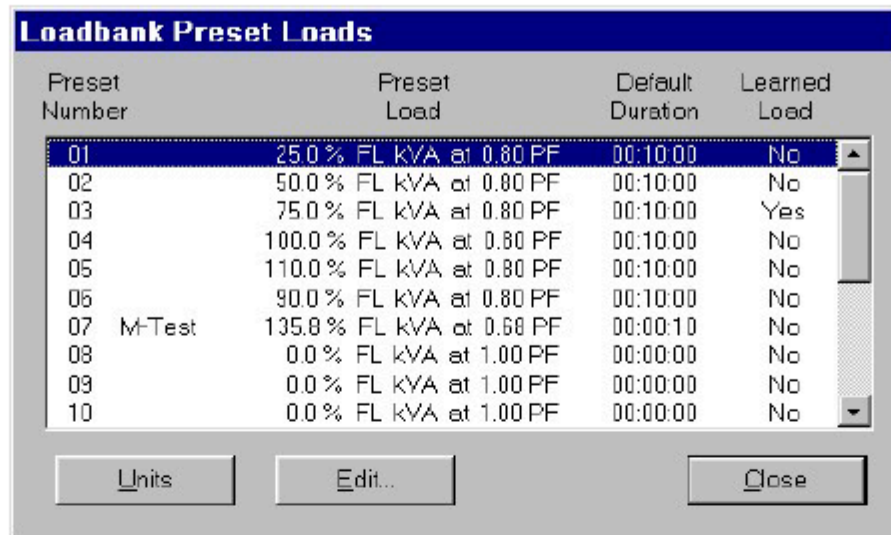 Loadbank Preset Loads
Preset Number Preset Load Default Duration Learned Load
01 25.0 % FL kVA at 0.80 PF 00:10:00 No
02 50.0 % FL kVA at 0.80 PF 00:10:00 No
03 75.0 % FL kVA at 0.80 PF 00:10:00 Yes
04 100.0 % FL kVA at 0.80 PF 00:10:00 No
05 110.0 % FL kVA at 0.80 PF 00:10:00 No
06 90.0 % FL kVA at 0.80 PF 00:10:00 No
07 M-Test 135.8 % FL kVA at 0.68 PF 00:00:10 No
08 0.0 % FL kVA at 1.00 PF 00:00:00 No
09 0.0 % FL kVA at 1.00 PF 00:00:00 No
10 0.0 % FL kVA at 1.00 PF 00:00:00 No
Units Edit... Close